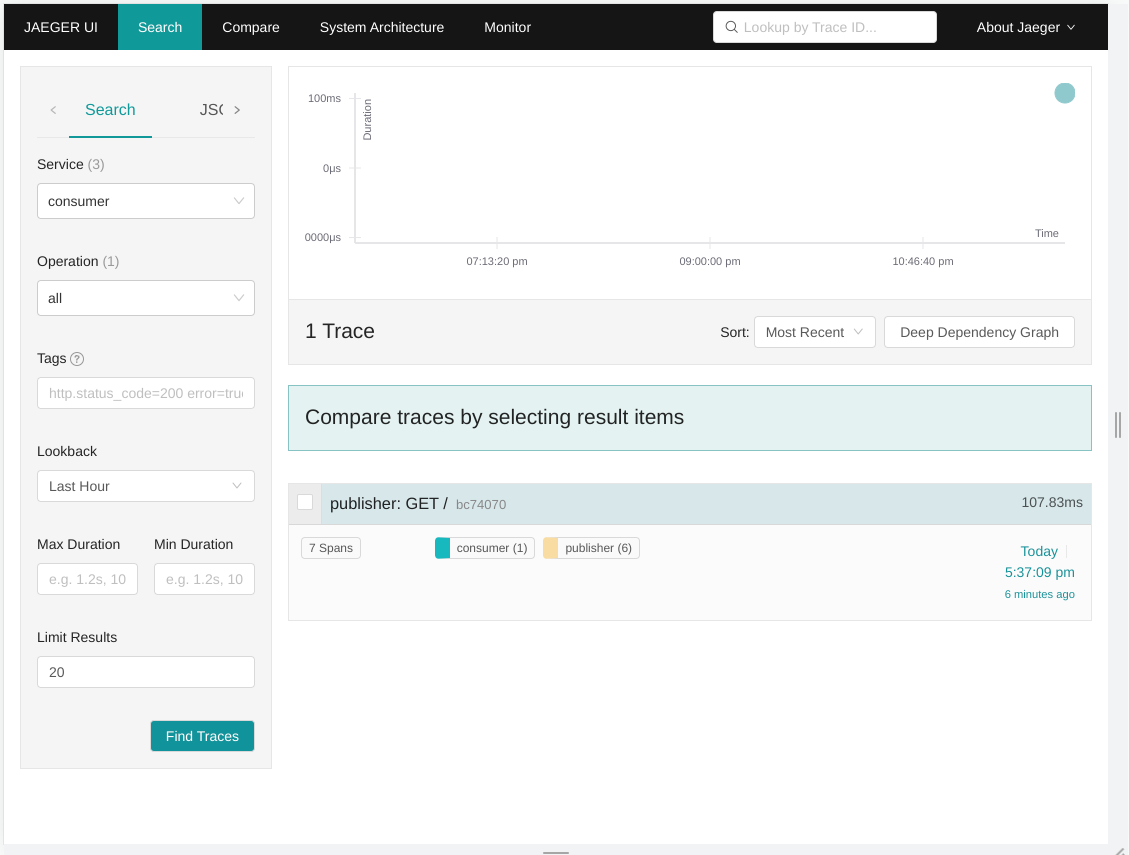 JAEGER UI Search Compare System Architecture Monitor Lookup by Trace ID... About Jaeger
Search JSO
Service (3)
consumer
Operation (1)
all
Tags ?
http.status_code=200 error=true
Lookback
Last Hour
Max Duration Min Duration
e.g. 1.2s, 10 e.g. 1.2s, 10
Limit Results
20
Find Traces
100ms
Duration
0μs
0000μs
Time
07:13:20 pm 09:00:00 pm 10:46:40 pm
1 Trace Sort: Most Recent Deep Dependency Graph
Compare traces by selecting result items
publisher: GET / bc74070 107.83ms
7 Spans consumer (1) publisher (6) Today
5:37:09 pm
6 minutes ago